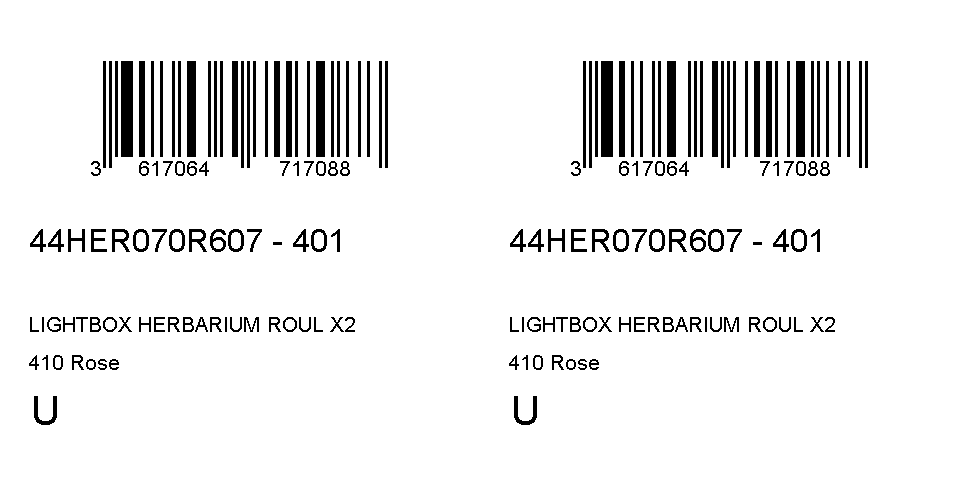 3 617064 717088 3 617064 717088
44HER070R607 - 401 44HER070R607 - 401
LIGHTBOX HERBARIUM ROUL X2 LIGHTBOX HERBARIUM ROUL X2
410 Rose 410 Rose
U U